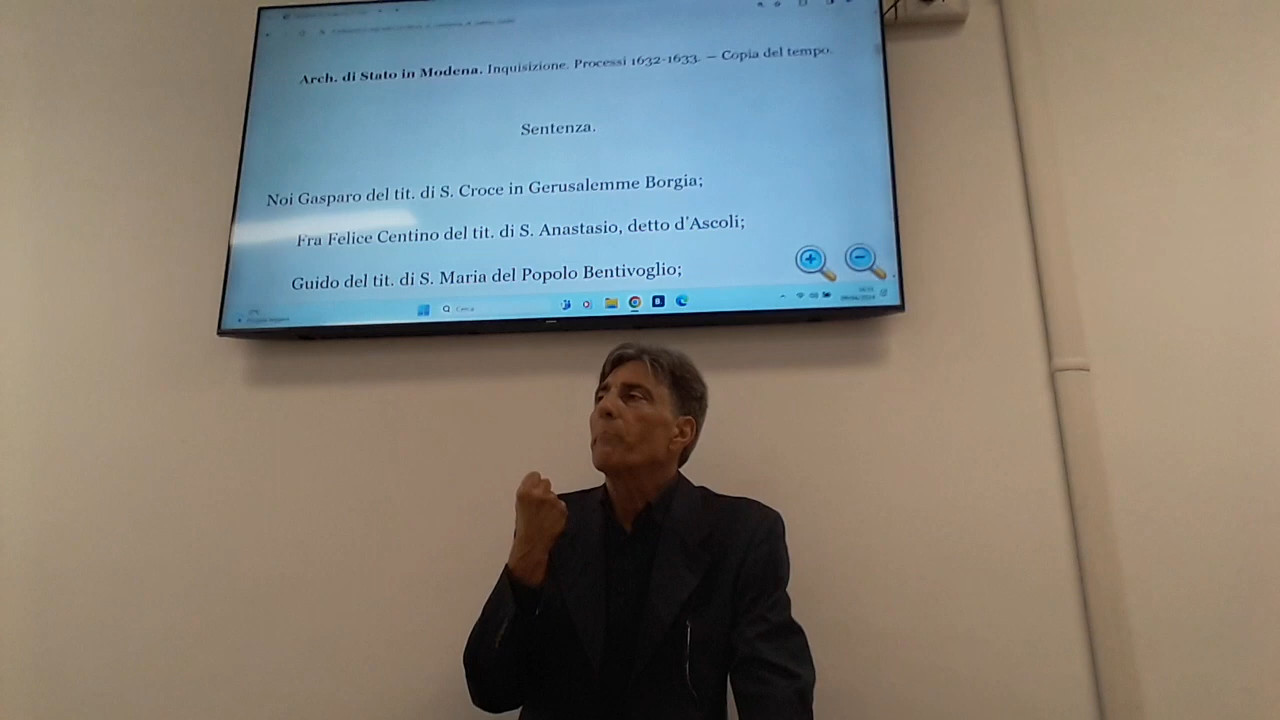 Arch. di Stato in Modena. Inquisizione. Processi 1632-1633. — Copia del tempo.
Sentenza.
Noi Gasparo del tit. di S. Croce in Gerusalemme Borgia;
Fra Felice Centino del tit. di S. Anastasio, detto d'Ascoli;
Guido del tit. di S. Maria del Popolo Bentivoglio;
Cerca